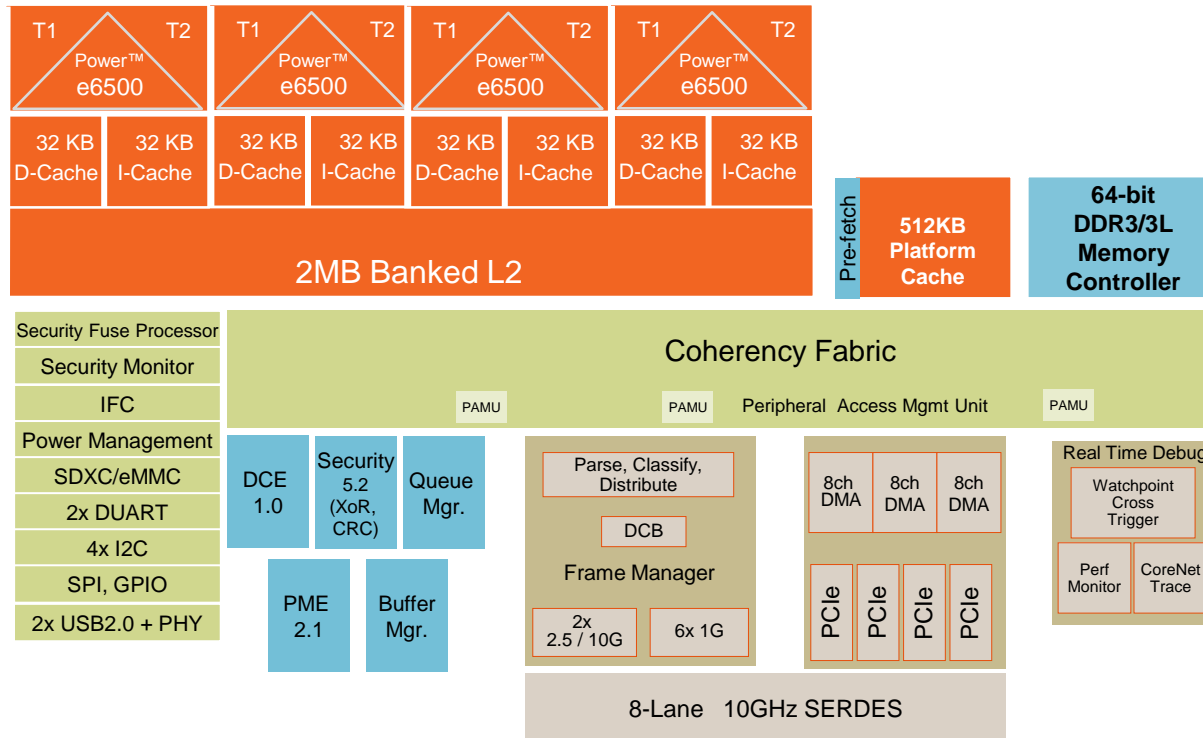 T1 T2 T1 T2 T1 T2 T1 T2
Power™ Power™ Power™ Power™
e6500 e6500 e6500 e6500
32 KB 32 KB 32 KB 32 KB 32 KB 32 KB 32 KB 32 KB
D-Cache I-Cache D-Cache I-Cache D-Cache I-Cache D-Cache I-Cache
2MB Banked L2
Pre-fetch
512KB
Platform
Cache
64-bit
DDR3/3L
Memory
Controller
Security Fuse Processor
Security Monitor
IFC
Power Management
SDXC/eMMC
2x DUART
4x I2C
SPI, GPIO
2x USB2.0 + PHY
Coherency Fabric
PAMU PAMU Peripheral Access Mgmt Unit PAMU
DCE
1.0
Security
5.2
(XoR,
CRC)
Queue
Mgr.
PME
2.1
Buffer
Mgr.
Parse, Classify,
Distribute
DCB
Frame Manager
2x
2.5 / 10G
6x 1G
8ch
DMA
8ch
DMA
8ch
DMA
PCIe
PCIe
PCIe
PCIe
Real Time Debug
Watchpoint
Cross
Trigger
Perf
Monitor
CoreNet
Trace
8-Lane 10GHz SERDES